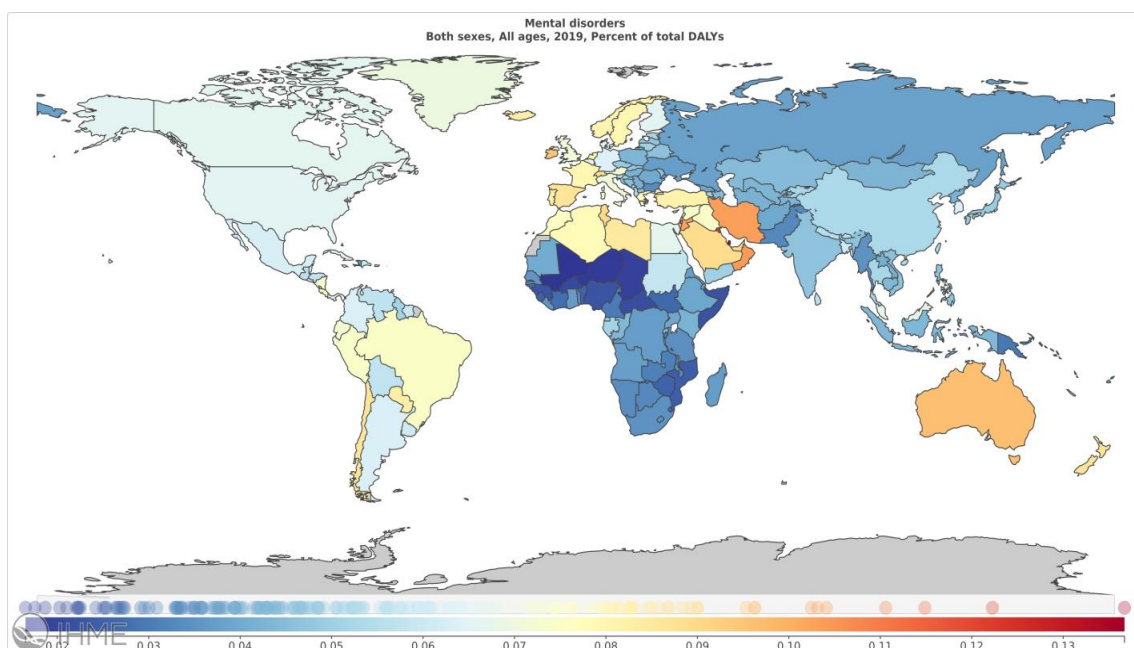 Mental disorders
Both sexes, All ages, 2019, Percent of total DALYs
IHME
0.02 0.03 0.04 0.05 0.06 0.07 0.08 0.09 0.10 0.11 0.12 0.13